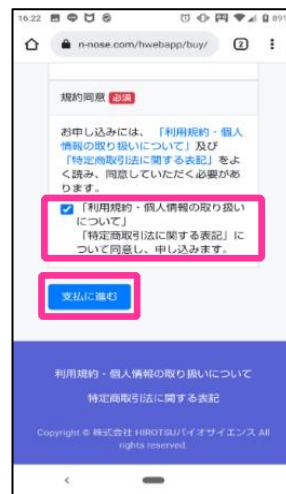 16:22
89%
n-nose.com/hwebapp/buy/
2
規約同意 必須
お申し込みには、「利用規約・個人
情報の取り扱いについて」及び
「特定商取引法に関する表記」をよ
く読み、同意していただく必要があ
ります。
「利用規約・個人情報の取り扱い
について」
「特定商取引法に関する表記」に
ついて同意し、申し込みます。
支払に進む
利用規約・個人情報の取り扱いについて
特定商取引法に関する表記
Copyright © 株式会社 HIROTSUバイオサイエンス All
rights reserved.